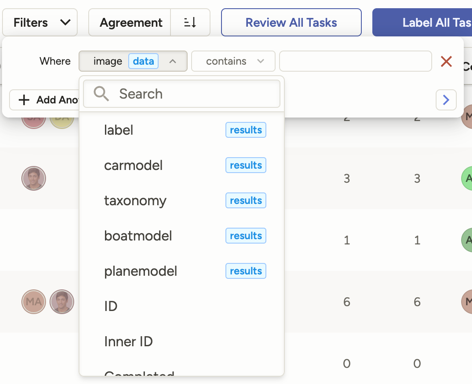 Filters
Agreement
Review All Tasks
Label All Tas
Where
image data
contains
Add Ano
Search
label results
carmodel results
taxonomy results
boatmodel results
planemodel results
ID
Inner ID
Completed
2 2
3 3
1 1
MA 6 6
0 0